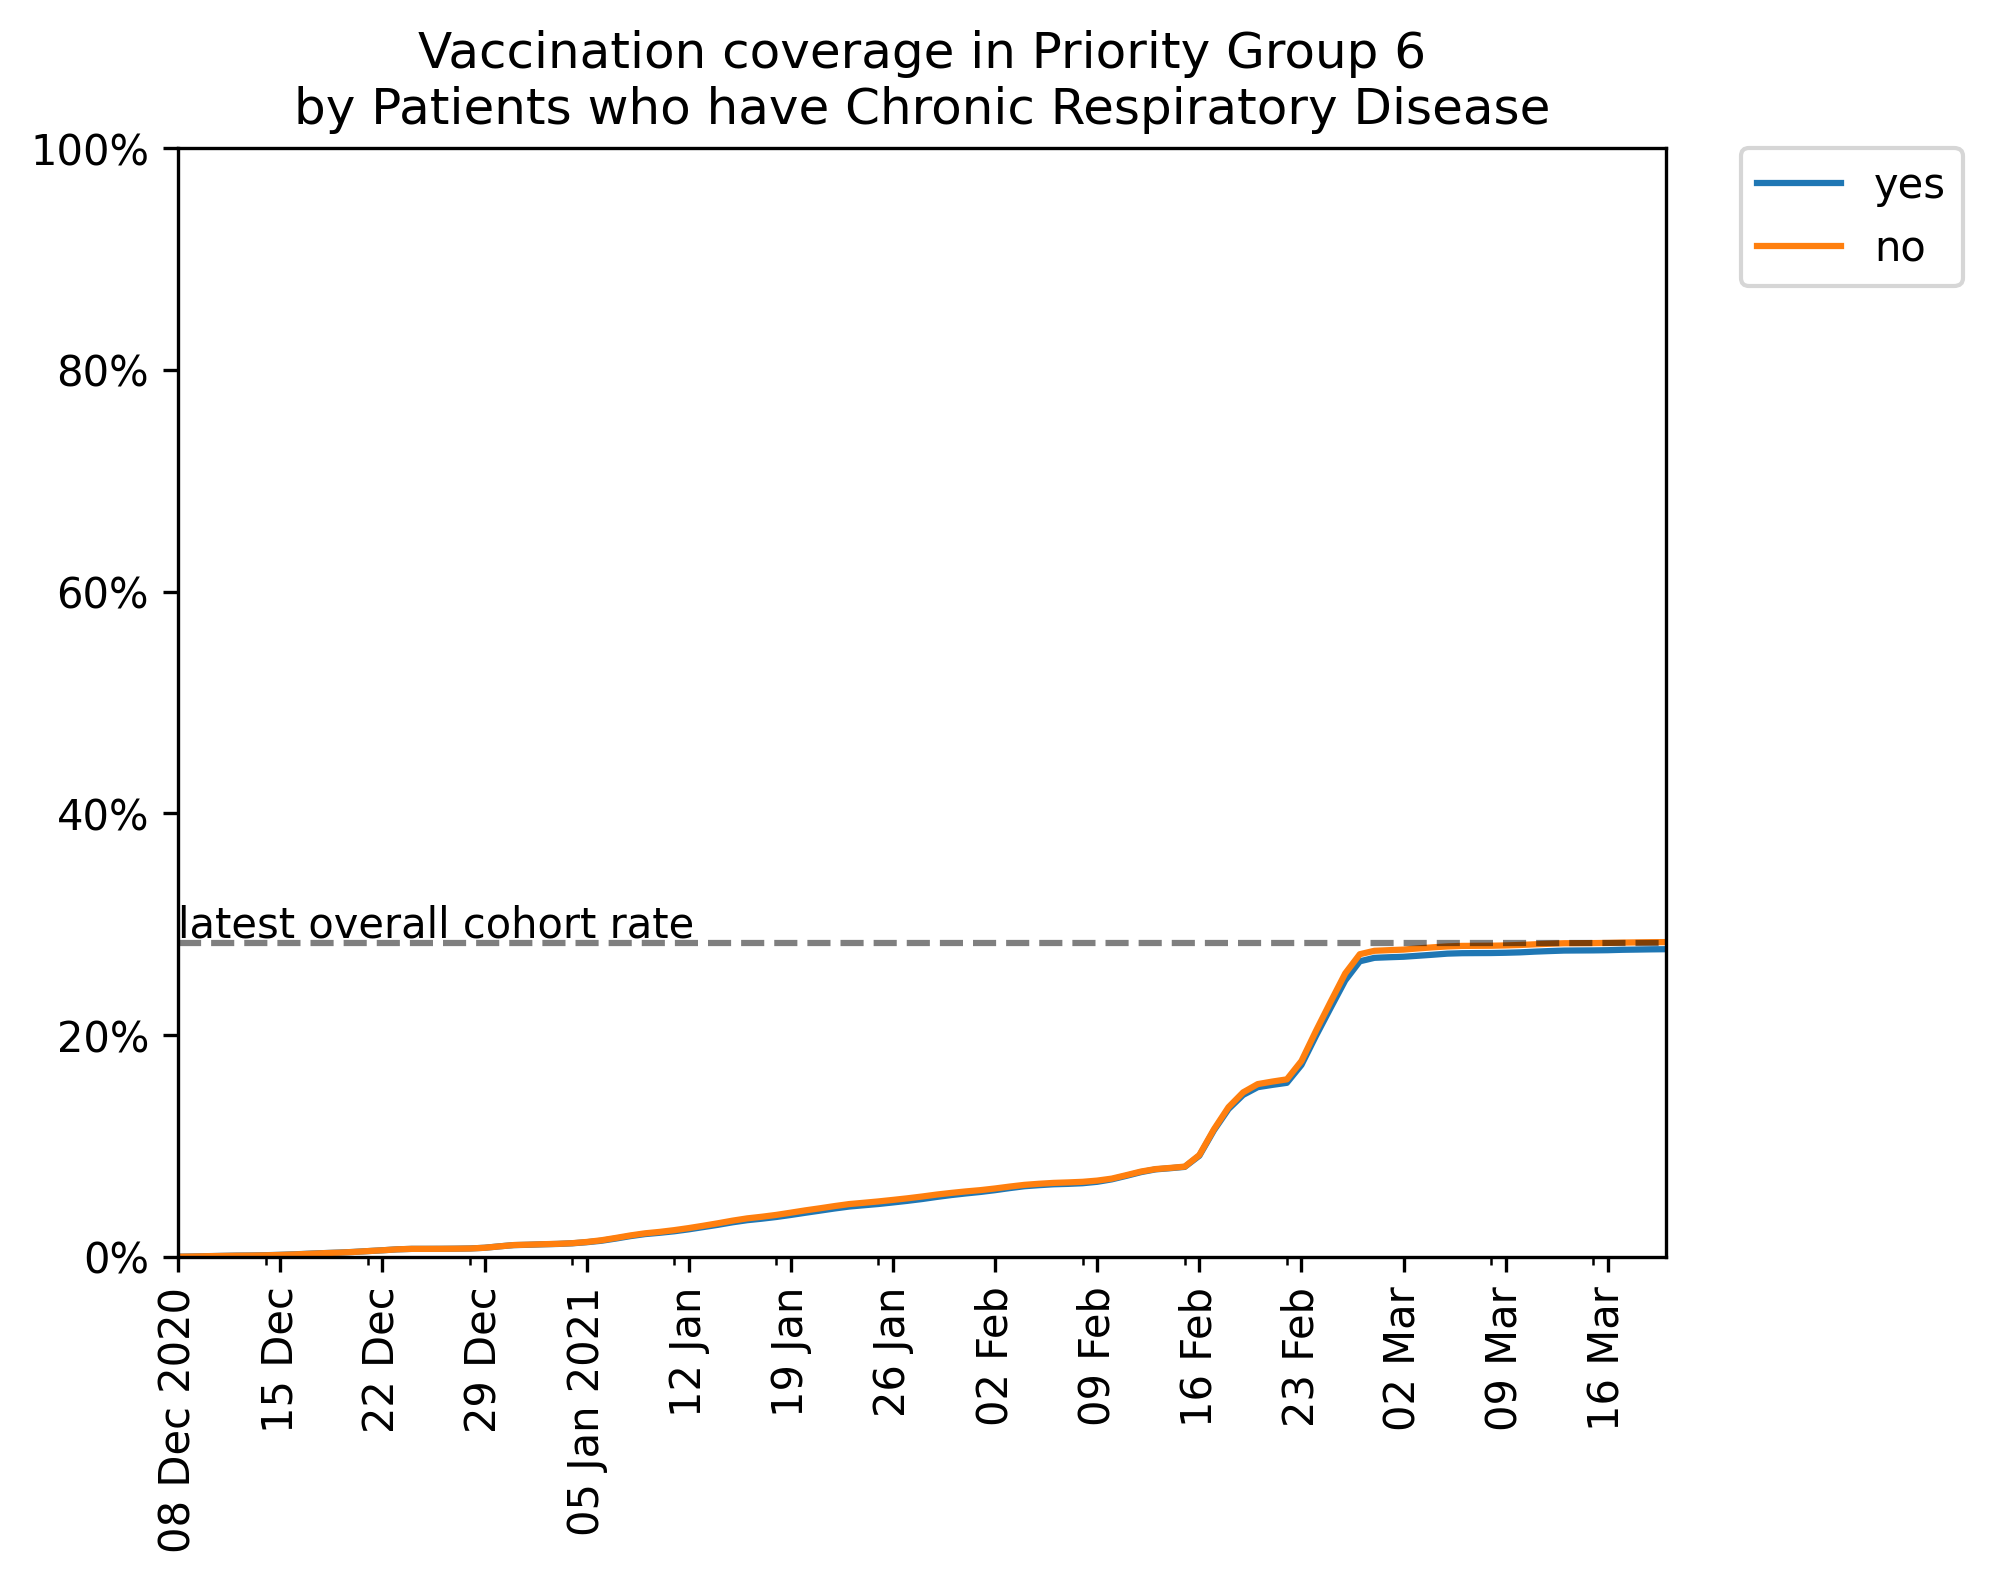 Vaccination coverage in Priority Group 6
by Patients who have Chronic Respiratory Disease
100%
80%
60%
40%
20%
0%
latest overall cohort rate
yes
no
08 Dec 2020
15 Dec
22 Dec
29 Dec
05 Jan 2021
12 Jan
19 Jan
26 Jan
02 Feb
09 Feb
16 Feb
23 Feb
02 Mar
09 Mar
16 Mar